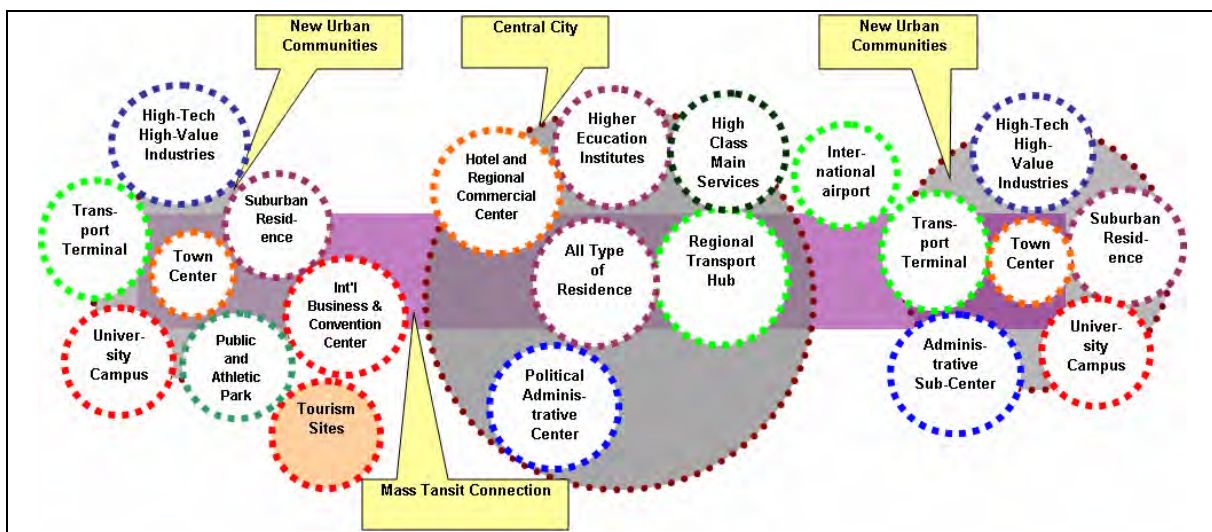 New Urban
Communities
Central City
New Urban
Communities
High-Tech
High-Value
Industries
Trans-
port
Terminal
Town
Center
Suburban
Resid-
ence
Int'l
Business &
Convention
Center
Univer-
sity
Campus
Public
and
Athletic
Park
Tourism
Sites
Mass Tansit Connection
Hotel and
Regional
Commercial
Center
Higher
Ecucation
Institutes
High
Class
Main
Services
All Type
of
Residence
Regional
Transport
Hub
Political
Adminis-
trative
Center
Inter-
national
airport
High-Tech
High-
Value
Industries
Trans-
port
Terminal
Town
Center
Suburban
Resid-
ence
Adminis-
trative
Sub-Center
Univer-
sity
Campus